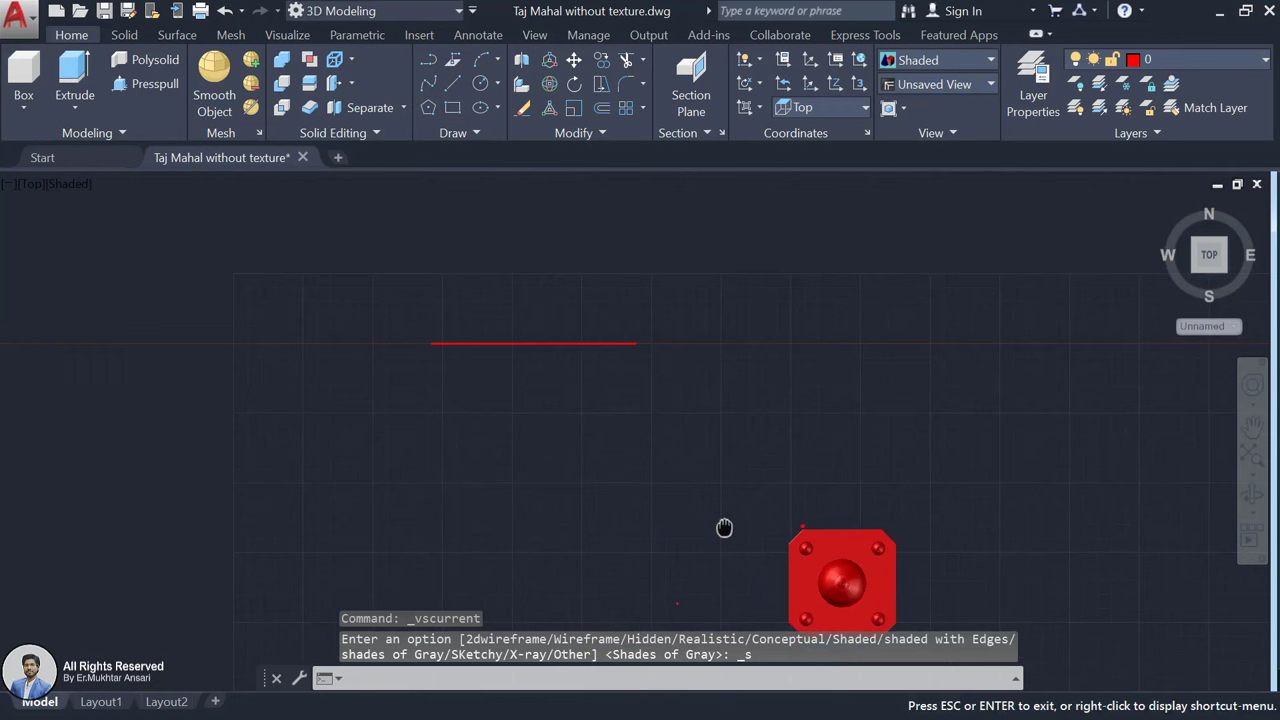 3D Modeling
Taj Mahal without texture.dwg
Type a keyword or phrase
Sign In
Home Solid Surface Mesh Visualize Parametric Insert Annotate View Manage Output Add-ins Collaborate Express Tools Featured Apps
Polysolid
Presspull
Box
Extrude
Smooth
Object
Separate
Section
Plane
Top
Shaded
Unsaved View
Layer
Properties
0
Match Layer
Modeling Mesh Solid Editing Draw Modify Section Coordinates View Layers
Start
Taj Mahal without texture*
[−][Top][Shaded]
N
W TOP E
S
Unnamed
Command: _vscurrent
Enter an option [2dwireframe/Wireframe/Hidden/Realistic/Conceptual/Shaded/shaded with Edges/
shades of Gray/SKetchy/X-ray/Other] <Shades of Gray>: _s
All Rights Reserved
By Er.Mukhtar Ansari
Model Layout1 Layout2
Press ESC or ENTER to exit, or right-click to display shortcut-menu.